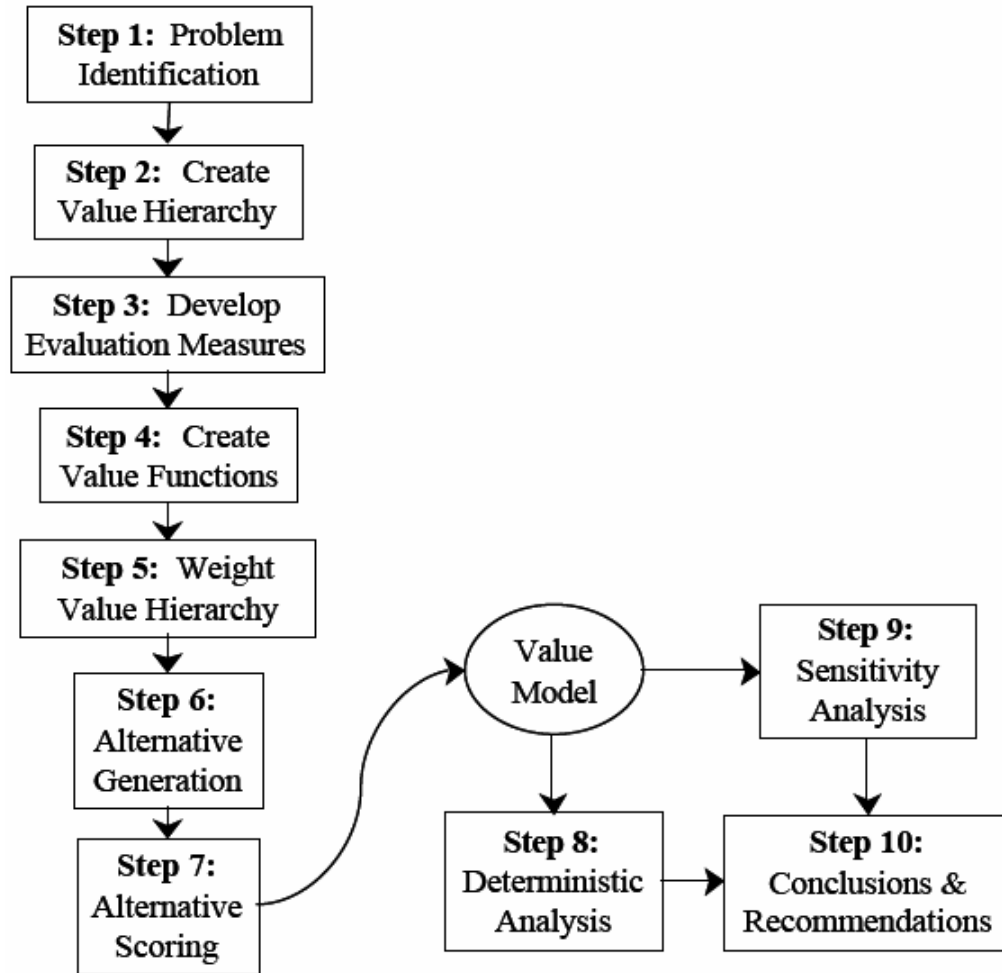 Step 1: Problem
Identification
Step 2: Create
Value Hierarchy
Step 3: Develop
Evaluation Measures
Step 4: Create
Value Functions
Step 5: Weight
Value Hierarchy
Step 6:
Alternative
Generation
Step 7:
Alternative
Scoring
Value
Model
Step 8:
Deterministic
Analysis
Step 9:
Sensitivity
Analysis
Step 10:
Conclusions &
Recommendations